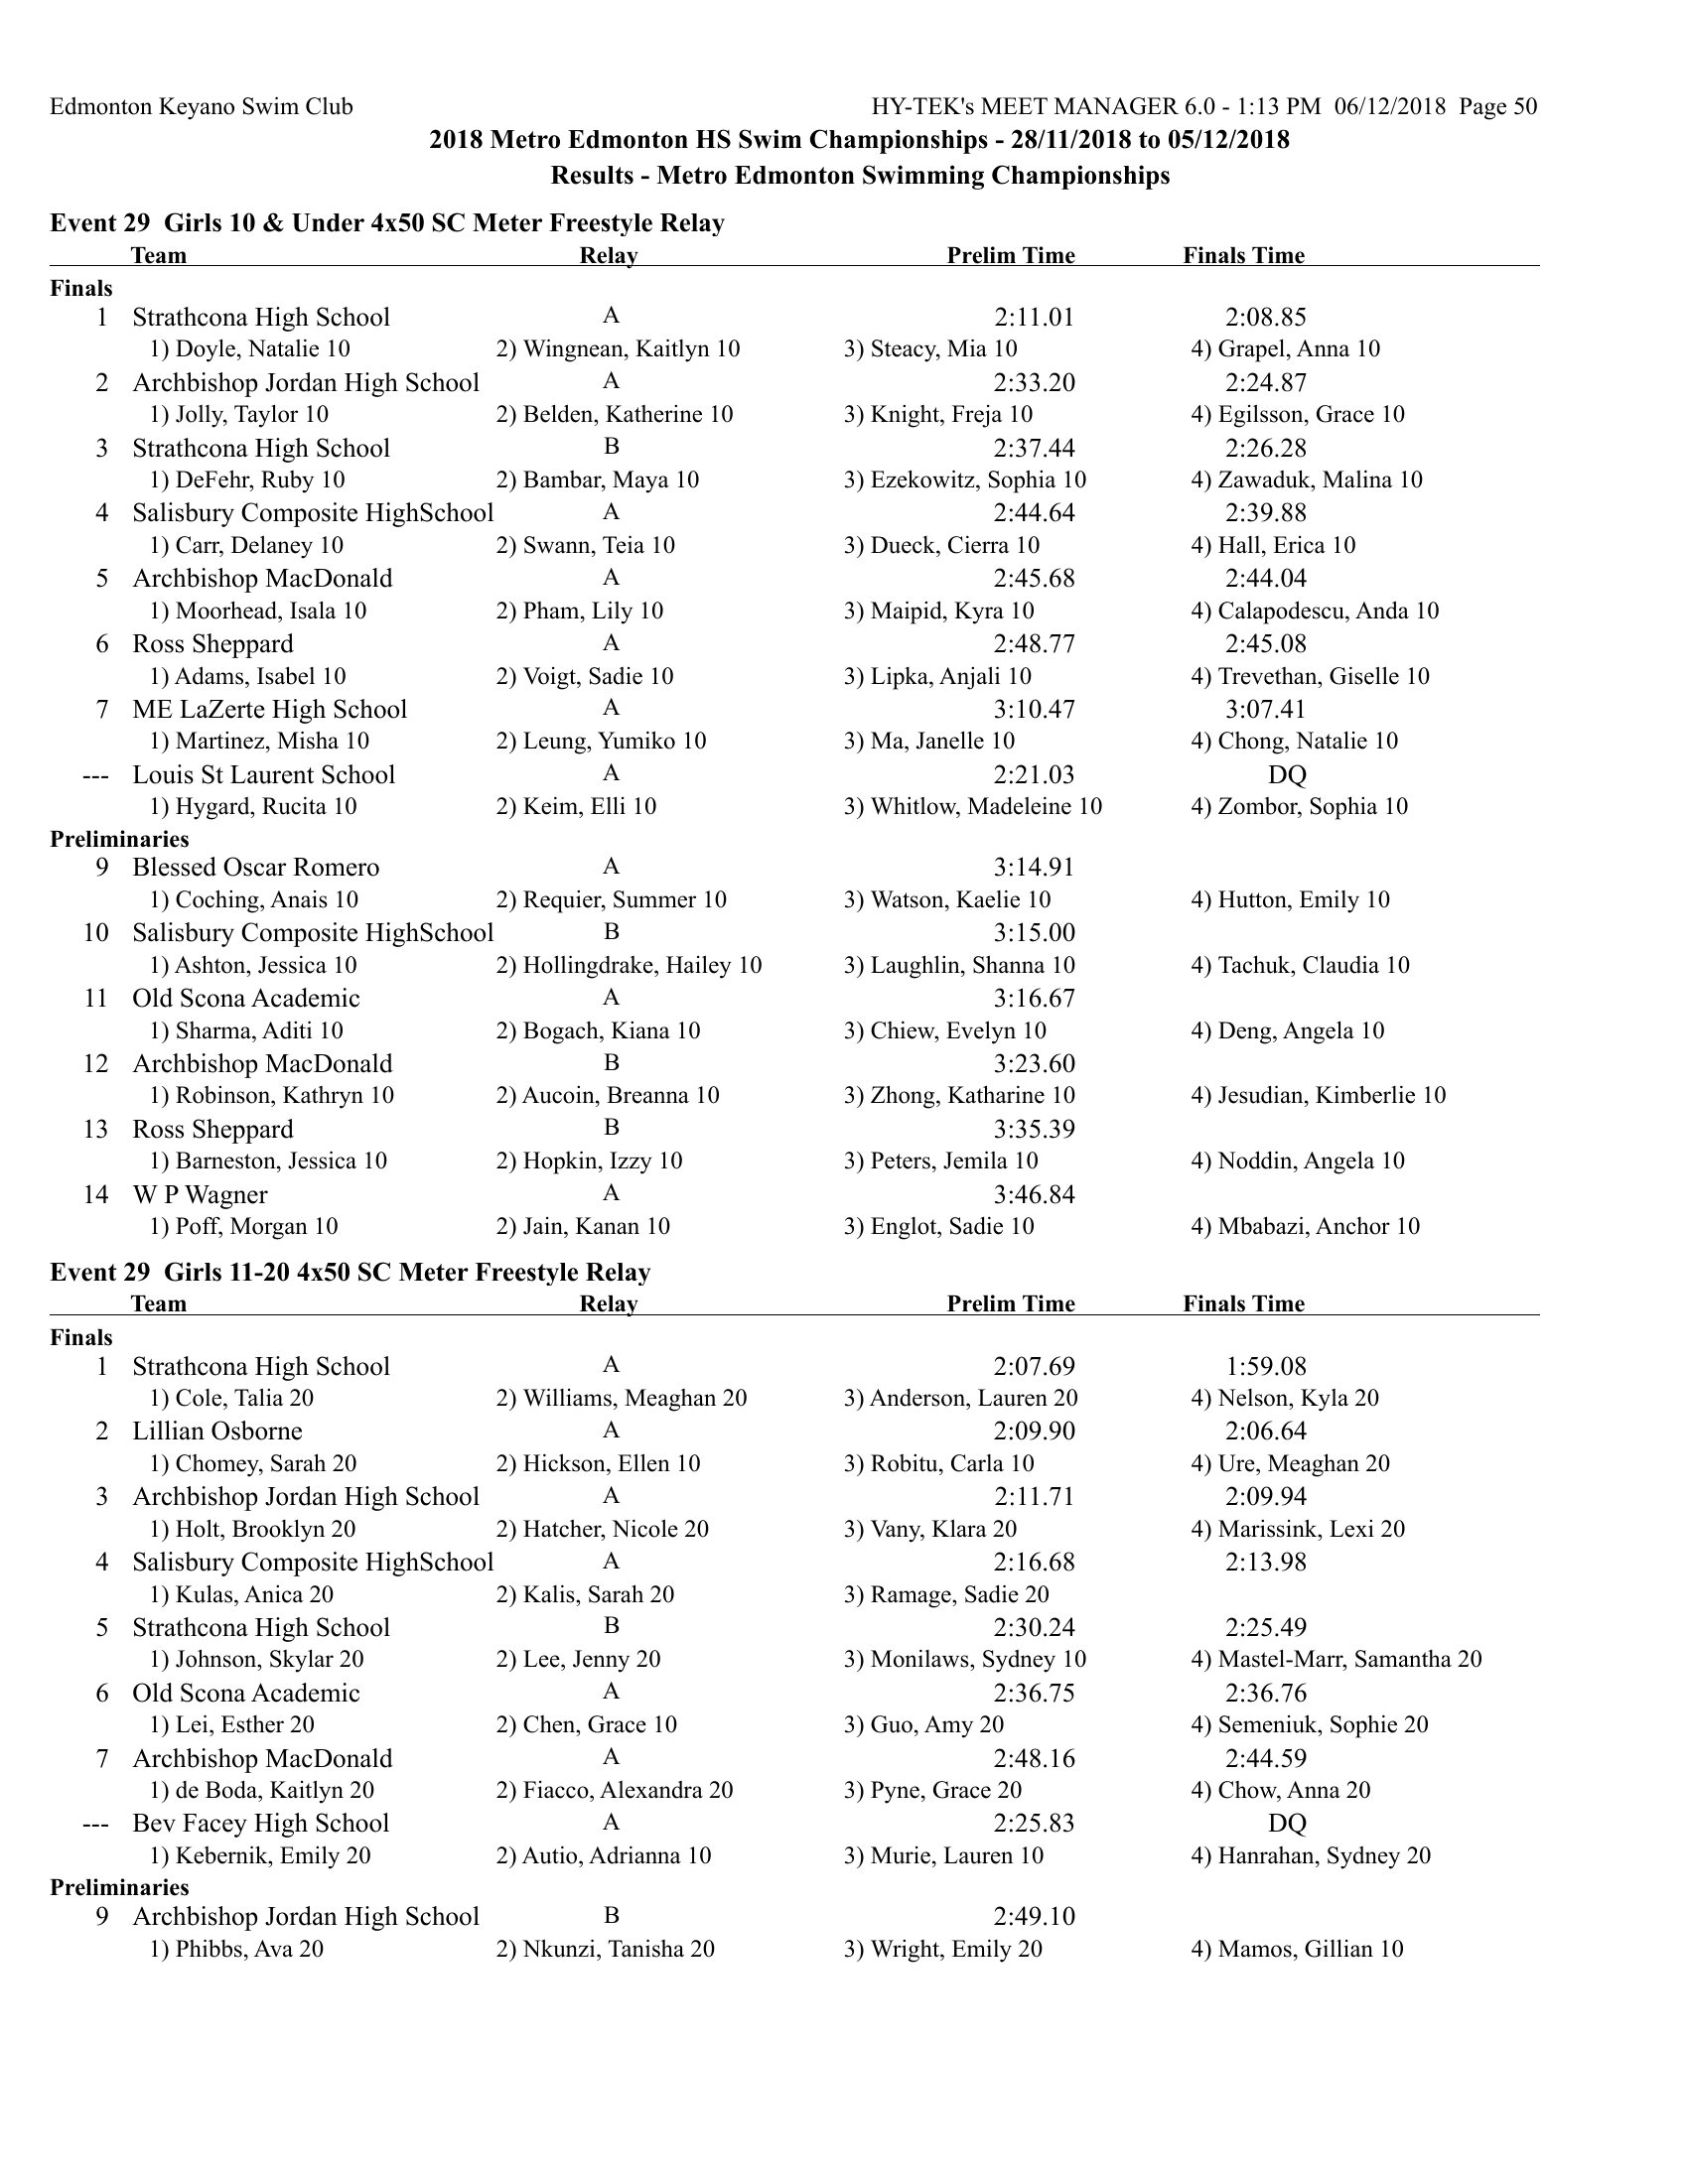 Edmonton Keyano Swim Club HY-TEK's MEET MANAGER 6.0 - 1:13 PM 06/12/2018 Page 50
2018 Metro Edmonton HS Swim Championships - 28/11/2018 to 05/12/2018
Results - Metro Edmonton Swimming Championships
Event 29 Girls 10 & Under 4x50 SC Meter Freestyle Relay
Team Relay Prelim Time Finals Time
Finals
1 Strathcona High School A 2:11.01 2:08.85
1) Doyle, Natalie 10 2) Wingnean, Kaitlyn 10 3) Steacy, Mia 10 4) Grapel, Anna 10
2 Archbishop Jordan High School A 2:33.20 2:24.87
1) Jolly, Taylor 10 2) Belden, Katherine 10 3) Knight, Freja 10 4) Egilsson, Grace 10
3 Strathcona High School B 2:37.44 2:26.28
1) DeFehr, Ruby 10 2) Bambar, Maya 10 3) Ezekowitz, Sophia 10 4) Zawaduk, Malina 10
4 Salisbury Composite HighSchool A 2:44.64 2:39.88
1) Carr, Delaney 10 2) Swann, Teia 10 3) Dueck, Cierra 10 4) Hall, Erica 10
5 Archbishop MacDonald A 2:45.68 2:44.04
1) Moorhead, Isala 10 2) Pham, Lily 10 3) Maipid, Kyra 10 4) Calapodescu, Anda 10
6 Ross Sheppard A 2:48.77 2:45.08
1) Adams, Isabel 10 2) Voigt, Sadie 10 3) Lipka, Anjali 10 4) Trevethan, Giselle 10
7 ME LaZerte High School A 3:10.47 3:07.41
1) Martinez, Misha 10 2) Leung, Yumiko 10 3) Ma, Janelle 10 4) Chong, Natalie 10
--- Louis St Laurent School A 2:21.03 DQ
1) Hygard, Rucita 10 2) Keim, Elli 10 3) Whitlow, Madeleine 10 4) Zombor, Sophia 10
Preliminaries
9 Blessed Oscar Romero A 3:14.91
1) Coching, Anais 10 2) Requier, Summer 10 3) Watson, Kaelie 10 4) Hutton, Emily 10
10 Salisbury Composite HighSchool B 3:15.00
1) Ashton, Jessica 10 2) Hollingdrake, Hailey 10 3) Laughlin, Shanna 10 4) Tachuk, Claudia 10
11 Old Scona Academic A 3:16.67
1) Sharma, Aditi 10 2) Bogach, Kiana 10 3) Chiew, Evelyn 10 4) Deng, Angela 10
12 Archbishop MacDonald B 3:23.60
1) Robinson, Kathryn 10 2) Aucoin, Breanna 10 3) Zhong, Katharine 10 4) Jesudian, Kimberlie 10
13 Ross Sheppard B 3:35.39
1) Barneston, Jessica 10 2) Hopkin, Izzy 10 3) Peters, Jemila 10 4) Noddin, Angela 10
14 W P Wagner A 3:46.84
1) Poff, Morgan 10 2) Jain, Kanan 10 3) Englot, Sadie 10 4) Mbabazi, Anchor 10
Event 29 Girls 11-20 4x50 SC Meter Freestyle Relay
Team Relay Prelim Time Finals Time
Finals
1 Strathcona High School A 2:07.69 1:59.08
1) Cole, Talia 20 2) Williams, Meaghan 20 3) Anderson, Lauren 20 4) Nelson, Kyla 20
2 Lillian Osborne A 2:09.90 2:06.64
1) Chomey, Sarah 20 2) Hickson, Ellen 10 3) Robitu, Carla 10 4) Ure, Meaghan 20
3 Archbishop Jordan High School A 2:11.71 2:09.94
1) Holt, Brooklyn 20 2) Hatcher, Nicole 20 3) Vany, Klara 20 4) Marissink, Lexi 20
4 Salisbury Composite HighSchool A 2:16.68 2:13.98
1) Kulas, Anica 20 2) Kalis, Sarah 20 3) Ramage, Sadie 20
5 Strathcona High School B 2:30.24 2:25.49
1) Johnson, Skylar 20 2) Lee, Jenny 20 3) Monilaws, Sydney 10 4) Mastel-Marr, Samantha 20
6 Old Scona Academic A 2:36.75 2:36.76
1) Lei, Esther 20 2) Chen, Grace 10 3) Guo, Amy 20 4) Semeniuk, Sophie 20
7 Archbishop MacDonald A 2:48.16 2:44.59
1) de Boda, Kaitlyn 20 2) Fiacco, Alexandra 20 3) Pyne, Grace 20 4) Chow, Anna 20
--- Bev Facey High School A 2:25.83 DQ
1) Kebernik, Emily 20 2) Autio, Adrianna 10 3) Murie, Lauren 10 4) Hanrahan, Sydney 20
Preliminaries
9 Archbishop Jordan High School B 2:49.10
1) Phibbs, Ava 20 2) Nkunzi, Tanisha 20 3) Wright, Emily 20 4) Mamos, Gillian 10